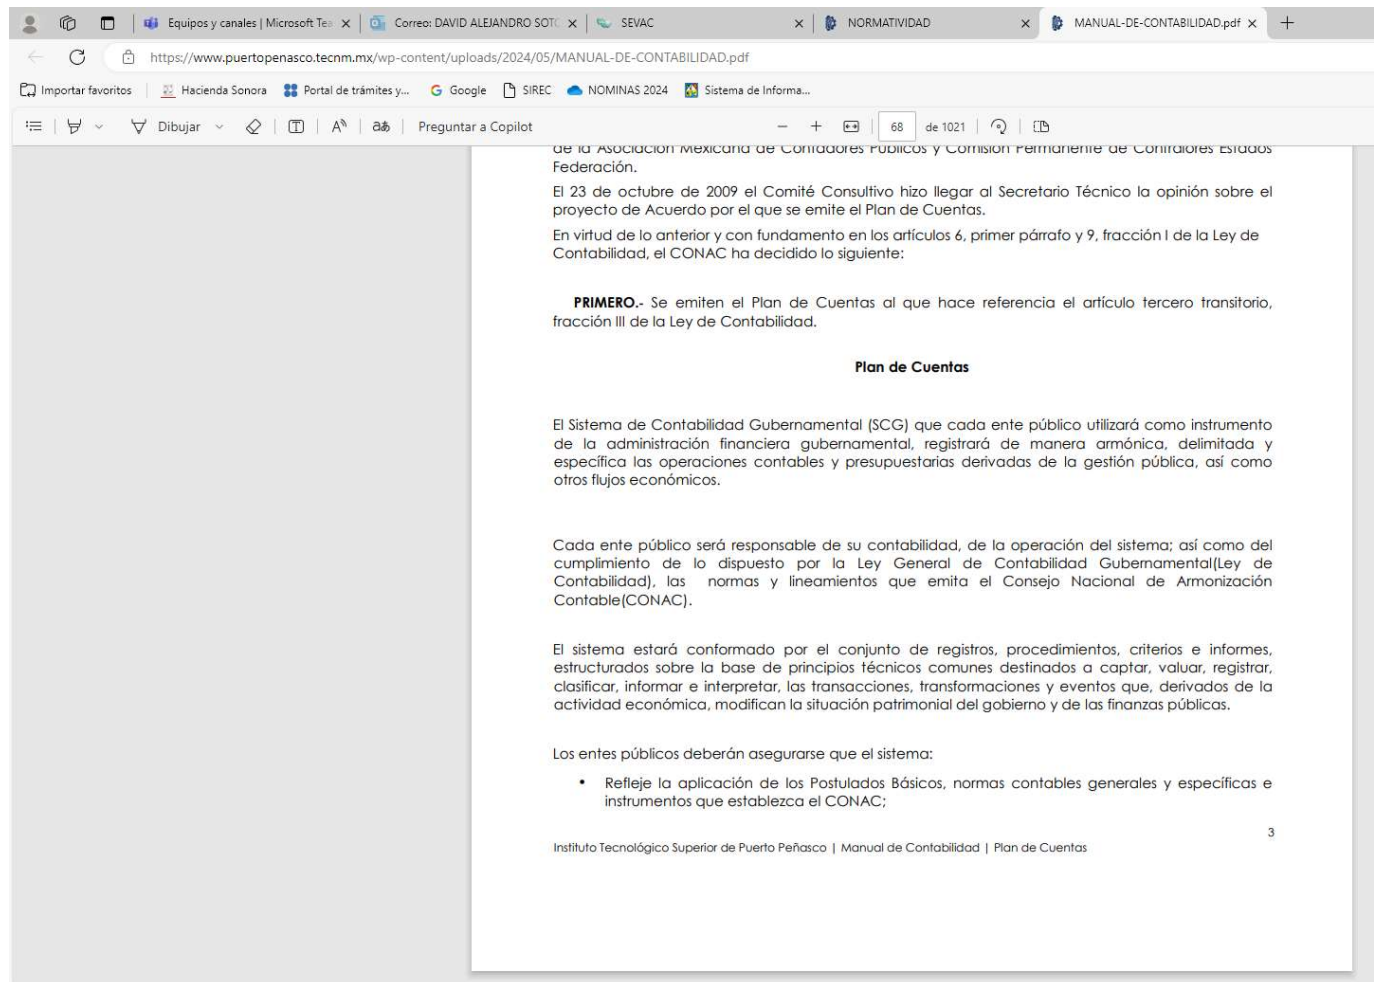 Equipos y canales | Microsoft Tea
Correo: DAVID ALEJANDRO SOTO
SEVAC
NORMATIVIDAD
MANUAL-DE-CONTABILIDAD.pdf
https://www.puertopenasco.tecnm.mx/wp-content/uploads/2024/05/MANUAL-DE-CONTABILIDAD.pdf
Importar favoritos
Hacienda Sonora
Portal de trámites y...
Google
SIREC
NOMINAS 2024
Sistema de Informa...
Dibujar
Preguntar a Copilot
68 de 1021
de la Asociación Mexicana de Contadores Públicos y Comisión Permanente de Contralores Estados
Federación.
El 23 de octubre de 2009 el Comité Consultivo hizo llegar al Secretario Técnico la opinión sobre el
proyecto de Acuerdo por el que se emite el Plan de Cuentas.
En virtud de lo anterior y con fundamento en los artículos 6, primer párrafo y 9, fracción I de la Ley de
Contabilidad, el CONAC ha decidido lo siguiente:
PRIMERO.- Se emiten el Plan de Cuentas al que hace referencia el artículo tercero transitorio,
fracción III de la Ley de Contabilidad.
Plan de Cuentas
El Sistema de Contabilidad Gubernamental (SCG) que cada ente público utilizará como instrumento
de la administración financiera gubernamental, registrará de manera armónica, delimitada y
específica las operaciones contables y presupuestarias derivadas de la gestión pública, así como
otros flujos económicos.
Cada ente público será responsable de su contabilidad, de la operación del sistema; así como del
cumplimiento de lo dispuesto por la Ley General de Contabilidad Gubernamental(Ley de
Contabilidad), las normas y lineamientos que emita el Consejo Nacional de Armonización
Contable(CONAC).
El sistema estará conformado por el conjunto de registros, procedimientos, criterios e informes,
estructurados sobre la base de principios técnicos comunes destinados a captar, valuar, registrar,
clasificar, informar e interpretar, las transacciones, transformaciones y eventos que, derivados de la
actividad económica, modifican la situación patrimonial del gobierno y de las finanzas públicas.
Los entes públicos deberán asegurarse que el sistema:
• Refleje la aplicación de los Postulados Básicos, normas contables generales y específicas e
instrumentos que establezca el CONAC;
3
Instituto Tecnológico Superior de Puerto Peñasco | Manual de Contabilidad | Plan de Cuentas